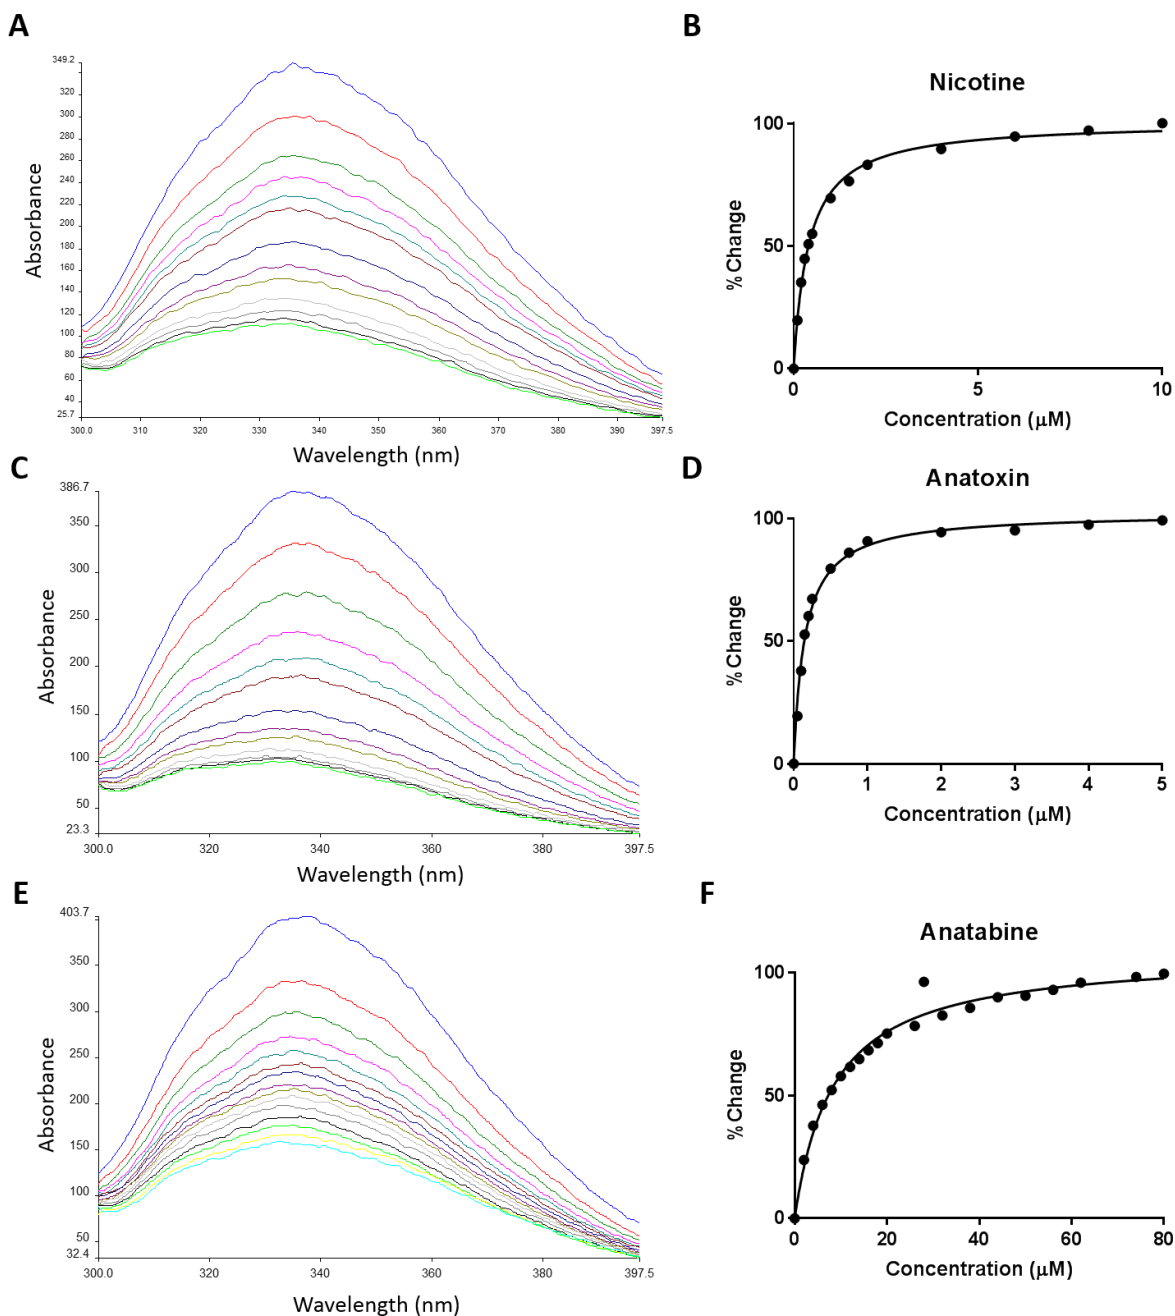 A
349.2
300
280
260
240
220
200
180
160
140
120
100
80
60
40
25.7
300.0 310 320 330 340 350 360 370 380 390 397.5
Absorbance
Wavelength (nm)
B
Nicotine
100
50
0
0 5 10
% Change
Concentration (μM)
C
386.7
350
300
250
200
150
100
50
23.3
300.0 320 340 360 380 397.5
Absorbance
Wavelength (nm)
D
Anatoxin
100
50
0
0 1 2 3 4 5
% Change
Concentration (μM)
E
403.7
350
300
250
200
150
100
50
32.4
300.0 320 340 360 380 397.5
Absorbance
Wavelength (nm)
F
Anatabine
100
50
0
0 20 40 60 80
% Change
Concentration (μM)